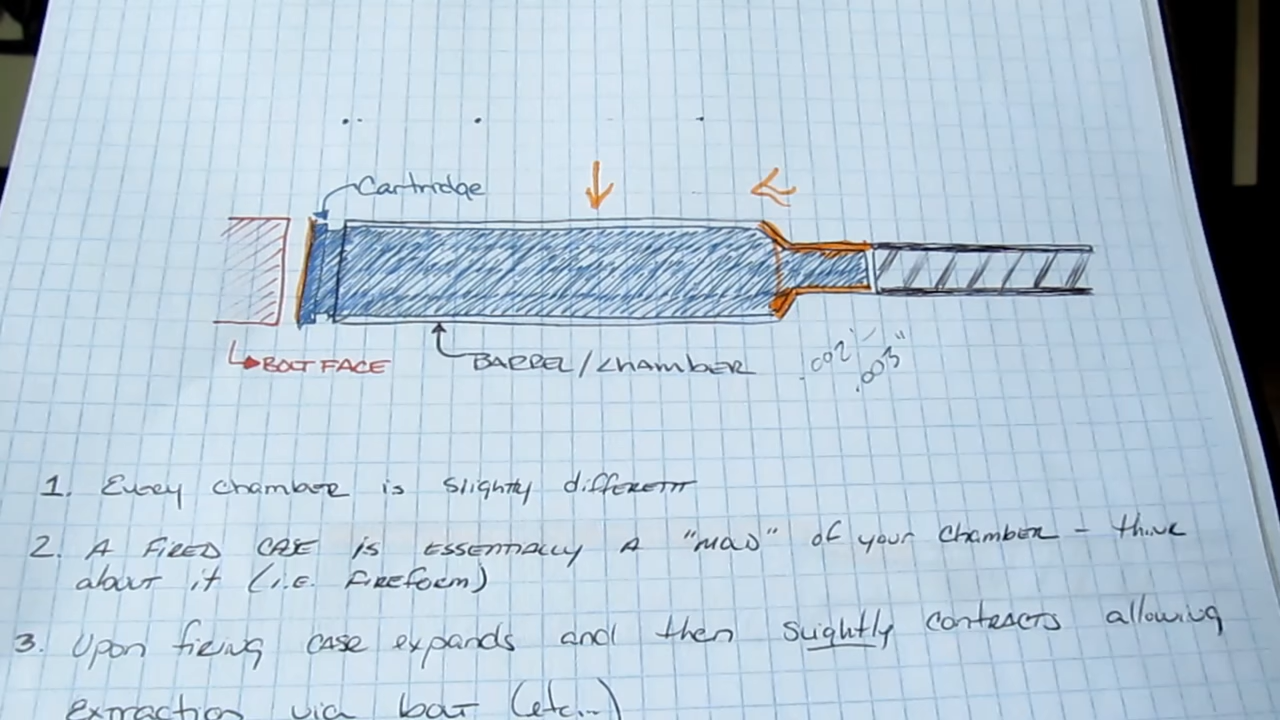 Cartridge
BOLT FACE
BARREL/Chamber
.002"-
.003"
1. Every chamber is slightly different
2. A FIRED CASE is ESSENTIALLY A "MAP" of your Chamber - think
about it (i.e. FIREform)
3. Upon firing CASE expands and then slightly contracts allowing
extraction via bolt (etc...)